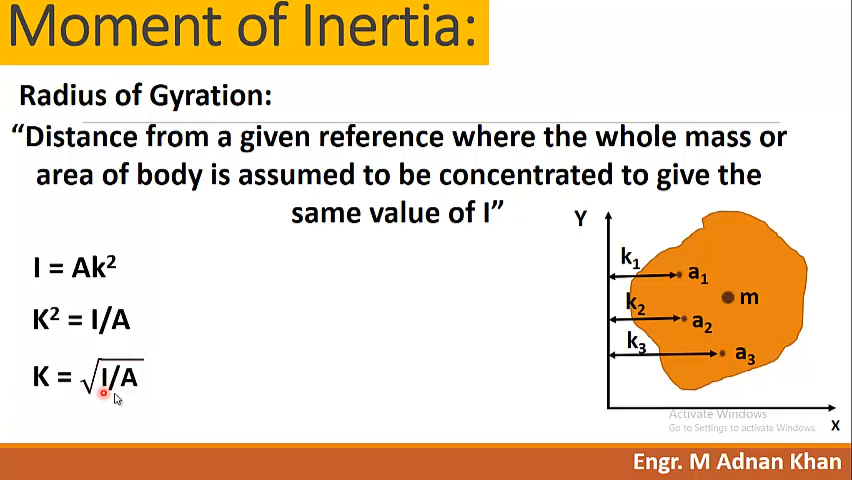 Moment of Inertia:
Radius of Gyration:
“Distance from a given reference where the whole mass or
area of body is assumed to be concentrated to give the
same value of I”
I = Ak²
K² = I/A
K = √I/A
Y
k₁
a₁
m
k₂
a₂
k₃
a₃
X
Activate Windows
Go to Settings to activate Windows.
Engr. M Adnan Khan